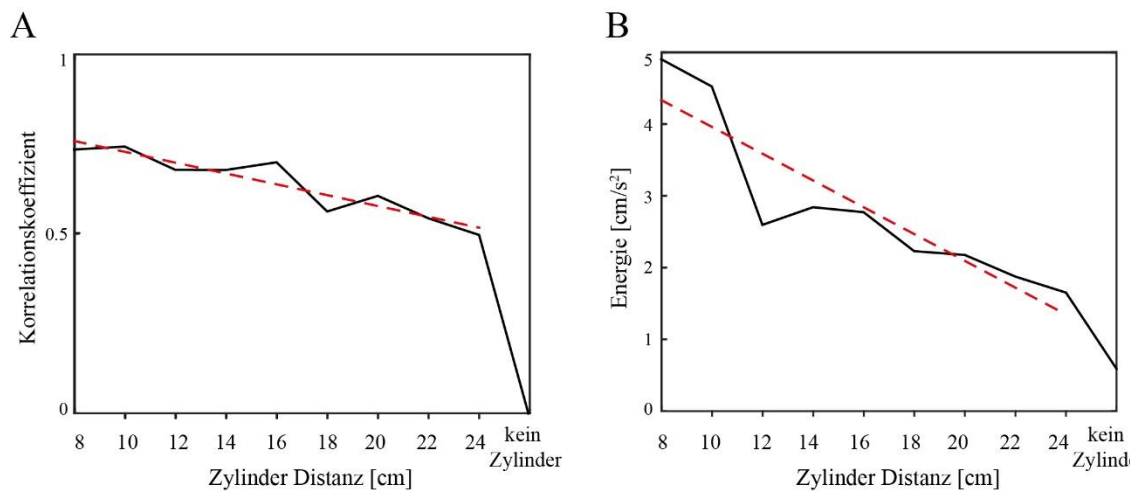 A
1
0.5
0
Korrelationskoeffizient
8 10 12 14 16 18 20 22 24 kein
Zylinder
Zylinder Distanz [cm]
B
5
4
3
2
1
0
Energie [cm/s²]
8 10 12 14 16 18 20 22 24 kein
Zylinde
Zylinder Distanz [cm]